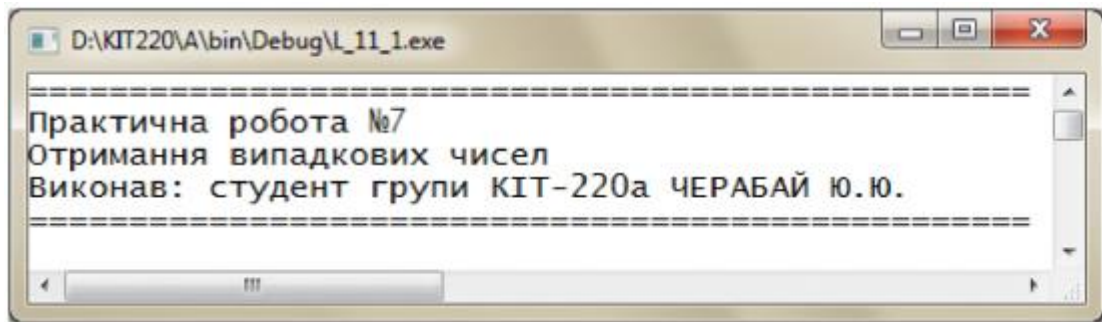 D:\KIT220\A\bin\Debug\L_11_1.exe
==================================================
Практична робота №7
Отримання випадкових чисел
Виконав: студент групи КІТ-220а ЧЕРАБАЙ Ю.Ю.
==================================================